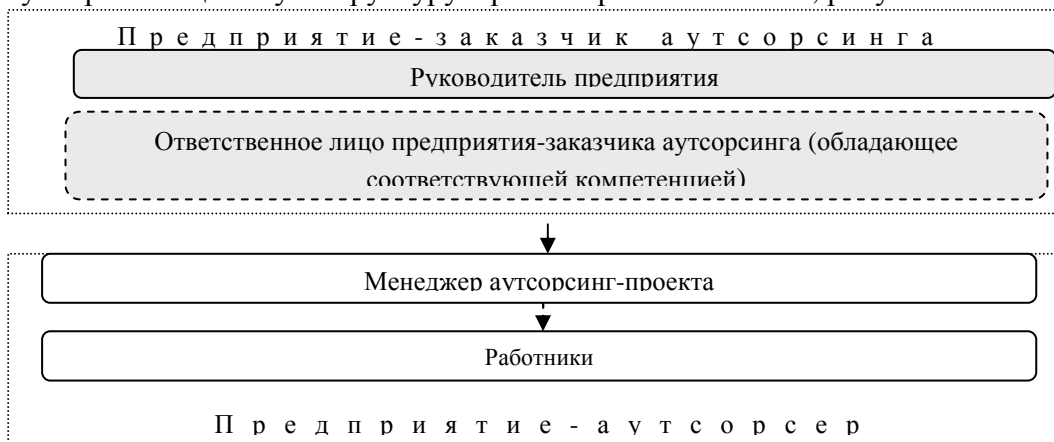 структуру
Предприятие-заказчик аутсорсинга
Руководитель предприятия
Ответственное лицо предприятия-заказчика аутсорсинга (обладающее
соответствующей компетенцией)
Менеджер аутсорсинг-проекта
Работники
Предприятие-аутсорсер